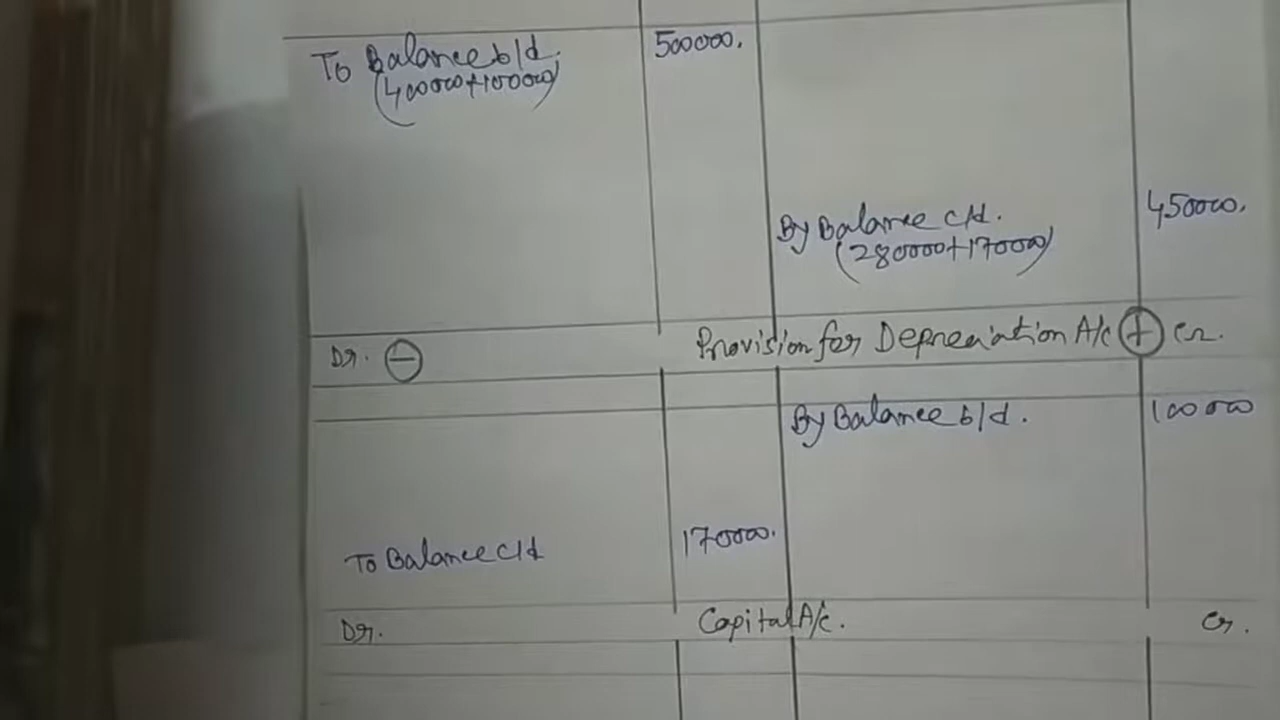 To Balance b/d. 500000.
(400000+100000)
By Balance c/d. 450000.
(280000+170000)
Dr. − Provision for Depreciation A/c + Cr.
By Balance b/d. 100000
To Balance c/d 170000.
Dr. Capital A/c. Cr.